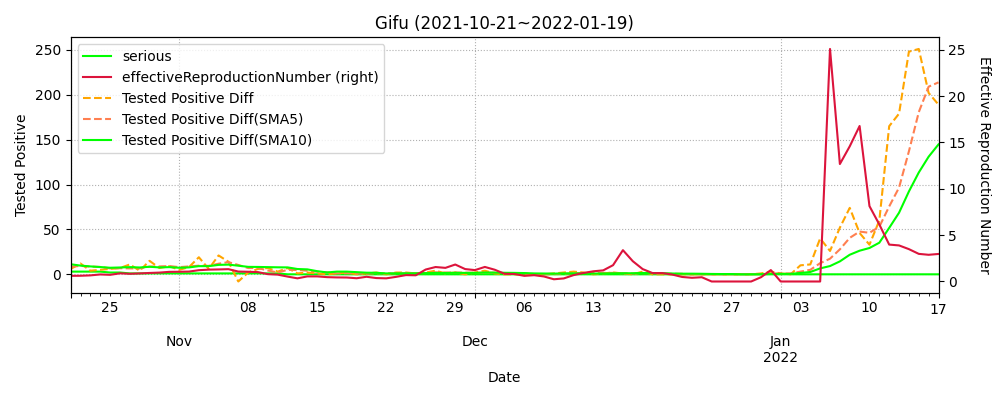 Gifu (2021-10-21~2022-01-19)
serious
effectiveReproductionNumber (right)
Tested Positive Diff
Tested Positive Diff(SMA5)
Tested Positive Diff(SMA10)
250
200
150
100
50
0
Tested Positive
25
20
15
10
5
0
Effective Reproduction Number
25 08 15 22 29 06 13 20 27 03 10 17
Nov Dec Jan
2022
Date